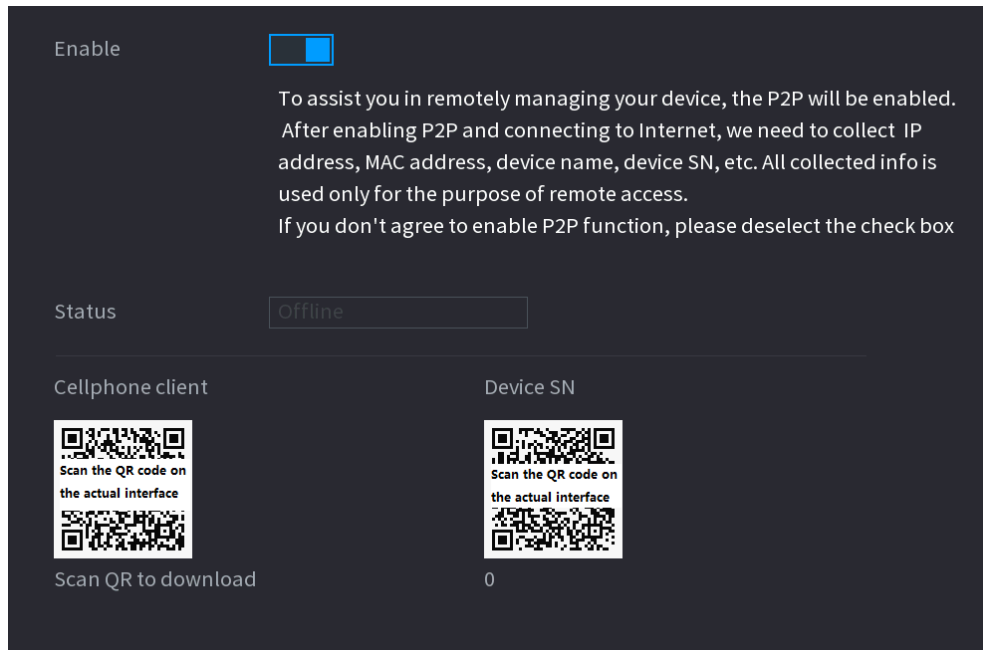 Enable
To assist you in remotely managing your device, the P2P will be enabled.
After enabling P2P and connecting to Internet, we need to collect IP
address, MAC address, device name, device SN, etc. All collected info is
used only for the purpose of remote access.
If you don't agree to enable P2P function, please deselect the check box
Status
Offline
Cellphone client
Device SN
Scan the QR code on
the actual interface
Scan the QR code on
the actual interface
Scan QR to download
0